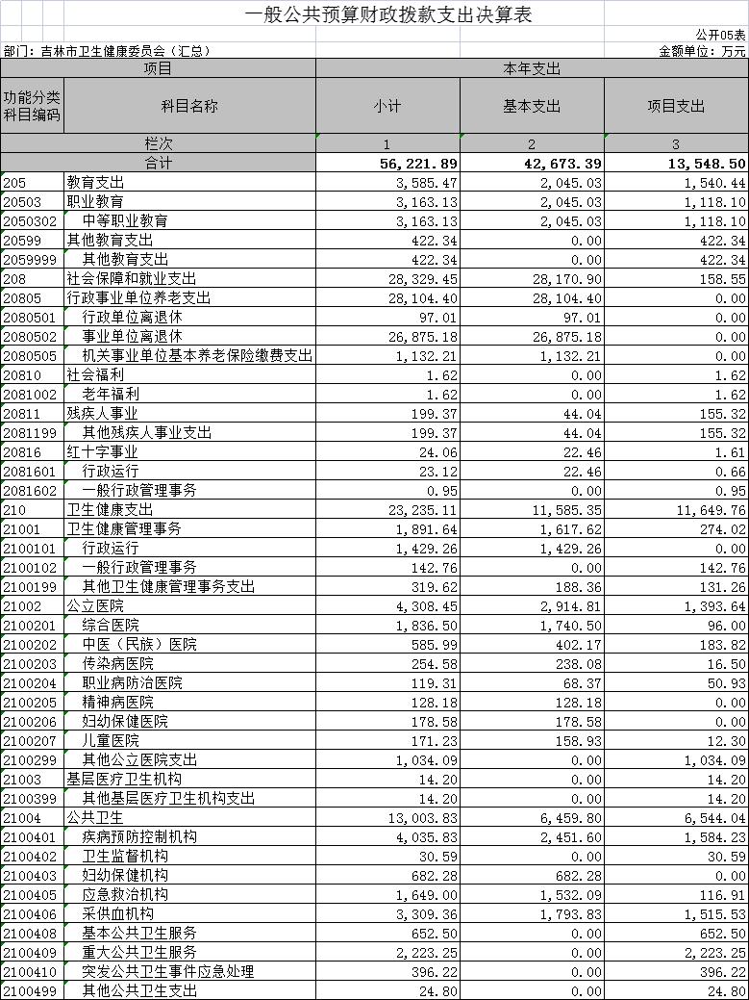 一般公共预算财政拨款支出决算表
公开05表
部门：吉林市卫生健康委员会（汇总） 金额单位：万元
项目 本年支出
功能分类科目编码 科目名称 小计 基本支出 项目支出
栏次 1 2 3
合计 56,221.89 42,673.39 13,548.50
205 教育支出 3,585.47 2,045.03 1,540.44
20503 职业教育 3,163.13 2,045.03 1,118.10
2050302 中等职业教育 3,163.13 2,045.03 1,118.10
20599 其他教育支出 422.34 0.00 422.34
2059999 其他教育支出 422.34 0.00 422.34
208 社会保障和就业支出 28,329.45 28,170.90 158.55
20805 行政事业单位养老支出 28,104.40 28,104.40 0.00
2080501 行政单位离退休 97.01 97.01 0.00
2080502 事业单位离退休 26,875.18 26,875.18 0.00
2080505 机关事业单位基本养老保险缴费支出 1,132.21 1,132.21 0.00
20810 社会福利 1.62 0.00 1.62
2081002 老年福利 1.62 0.00 1.62
20811 残疾人事业 199.37 44.04 155.32
2081199 其他残疾人事业支出 199.37 44.04 155.32
20816 红十字事业 24.06 22.46 1.61
2081601 行政运行 23.12 22.46 0.66
2081602 一般行政管理事务 0.95 0.00 0.95
210 卫生健康支出 23,235.11 11,585.35 11,649.76
21001 卫生健康管理事务 1,891.64 1,617.62 274.02
2100101 行政运行 1,429.26 1,429.26 0.00
2100102 一般行政管理事务 142.76 0.00 142.76
2100199 其他卫生健康管理事务支出 319.62 188.36 131.26
21002 公立医院 4,308.45 2,914.81 1,393.64
2100201 综合医院 1,836.50 1,740.50 96.00
2100202 中医（民族）医院 585.99 402.17 183.82
2100203 传染病医院 254.58 238.08 16.50
2100204 职业病防治医院 119.31 68.37 50.93
2100205 精神病医院 128.18 128.18 0.00
2100206 妇幼保健医院 178.58 178.58 0.00
2100207 儿童医院 171.23 158.93 12.30
2100299 其他公立医院支出 1,034.09 0.00 1,034.09
21003 基层医疗卫生机构 14.20 0.00 14.20
2100399 其他基层医疗卫生机构支出 14.20 0.00 14.20
21004 公共卫生 13,003.83 6,459.80 6,544.04
2100401 疾病预防控制机构 4,035.83 2,451.60 1,584.23
2100402 卫生监督机构 30.59 0.00 30.59
2100403 妇幼保健机构 682.28 682.28 0.00
2100405 应急救治机构 1,649.00 1,532.09 116.91
2100406 采供血机构 3,309.36 1,793.83 1,515.53
2100408 基本公共卫生服务 652.50 0.00 652.50
2100409 重大公共卫生服务 2,223.25 0.00 2,223.25
2100410 突发公共卫生事件应急处理 396.22 0.00 396.22
2100499 其他公共卫生支出 24.80 0.00 24.80